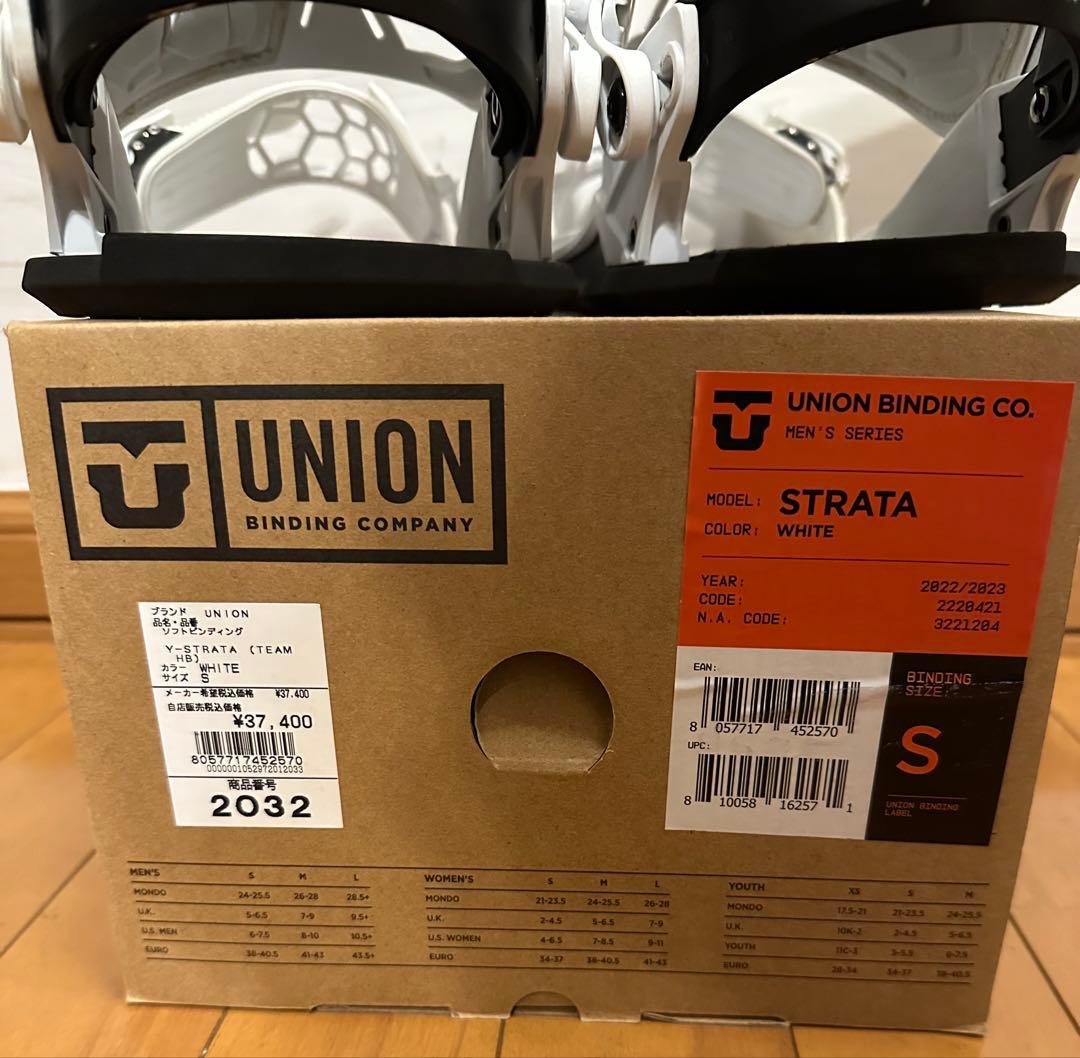 UNION
BINDING COMPANY
UNION BINDING CO.
MEN'S SERIES
MODEL: STRATA
COLOR: WHITE
YEAR: 2022/2023
CODE: 2220421
N.A. CODE: 3221204
EAN:
8 057717 452570
UPC:
8 10058 16257 1
BINDING
SIZE:
S
UNION BINDING
LABEL
ブランド UNION
品名・品番
ソフトビンディング
Y-STRATA (TEAM
HB)
カラー WHITE
サイズ S
メーカー希望税込価格 ¥37,400
自店販売税込価格
¥37,400
8057717452570
0000001052972012033
商品番号
2032
MEN'S S M L
MONDO 24-25.5 26-28 28.5+
U.K. 5-6.5 7-9 9.5+
U.S. MEN 6-7.5 8-10 10.5+
EURO 38-40.5 41-43 43.5+
WOMEN'S S M L
MONDO 21-23.5 24-25.5 26-28
U.K. 2-4.5 5-6.5 7-9
U.S. WOMEN 4-6.5 7-8.5 9-11
EURO 34-37 38-40.5 41-43
YOUTH XS S M
MONDO 17.5-21 21-23.5 24-25.5
U.K. 10K-2 2-4.5 5-6.5
YOUTH 11C-3 3-5.5 6-7.5
EURO 28-34 34-37 38-40.5